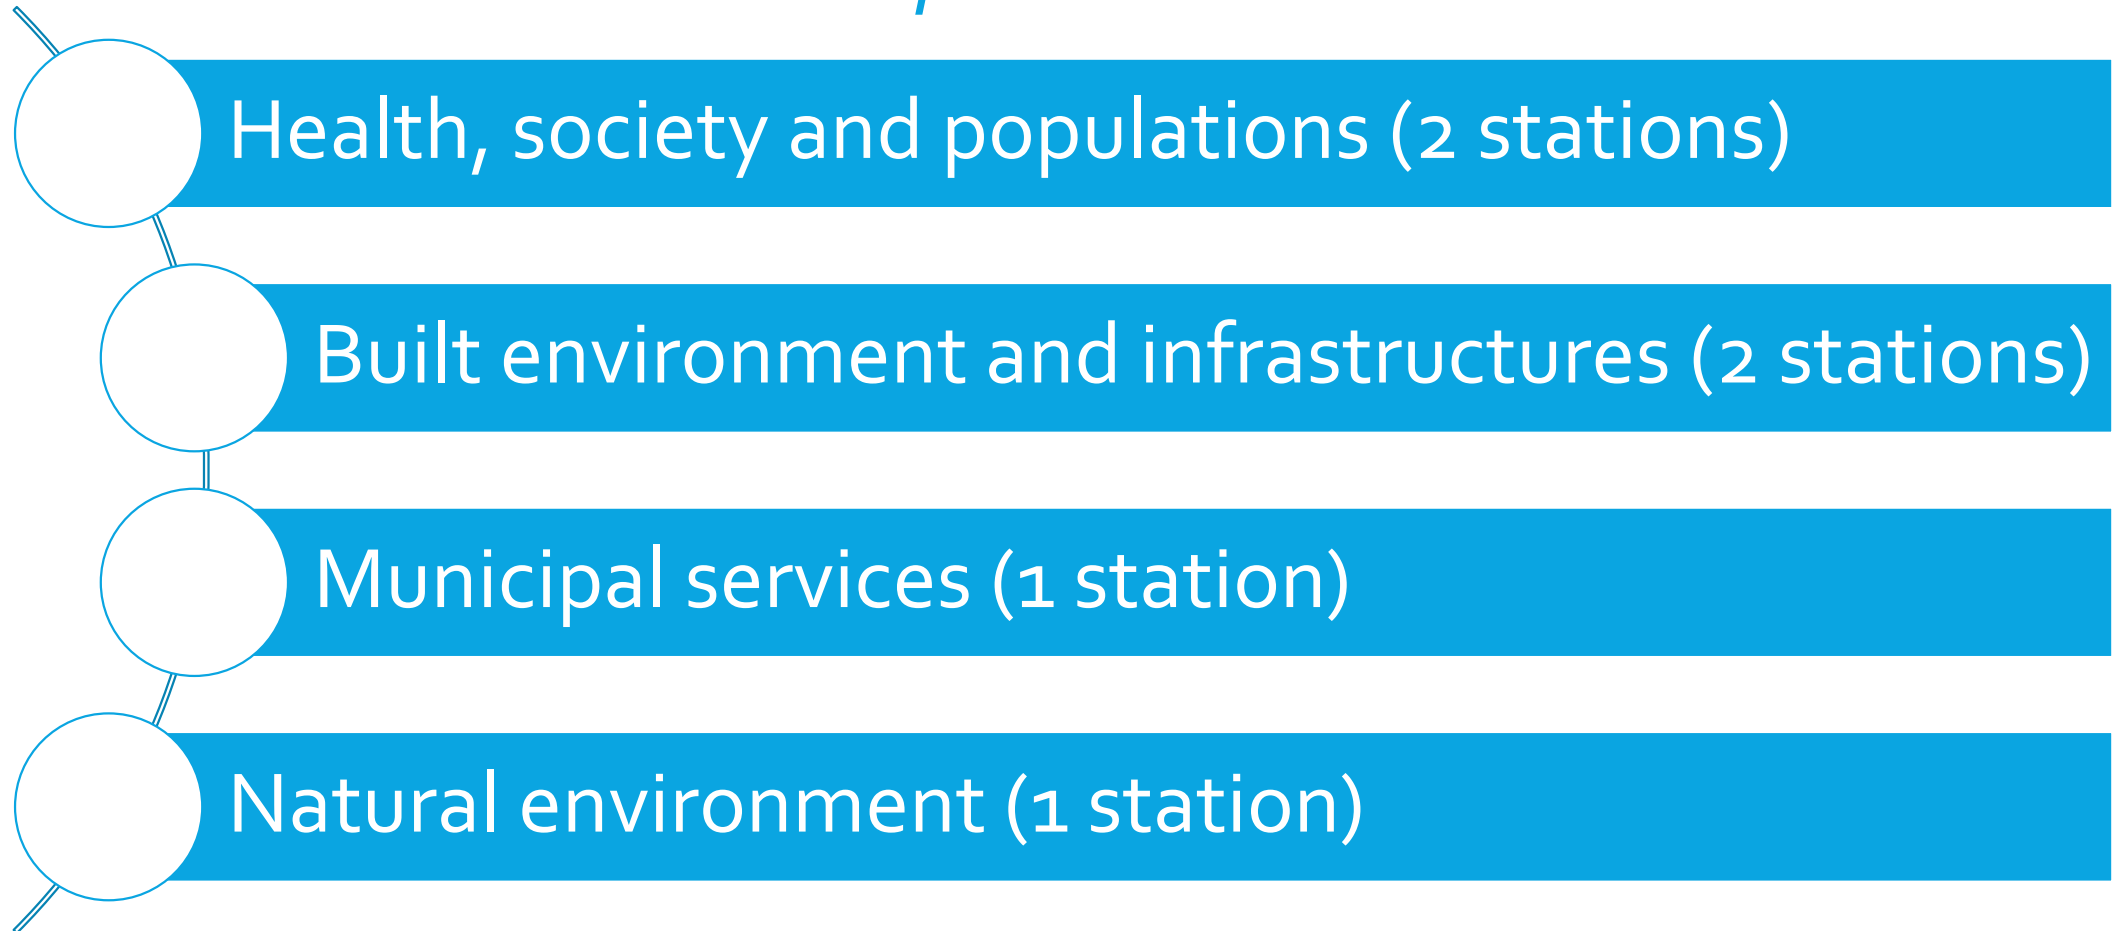 Health, society and populations (2 stations)
Built environment and infrastructures (2 stations)
Municipal services (1 station)
Natural environment (1 station)